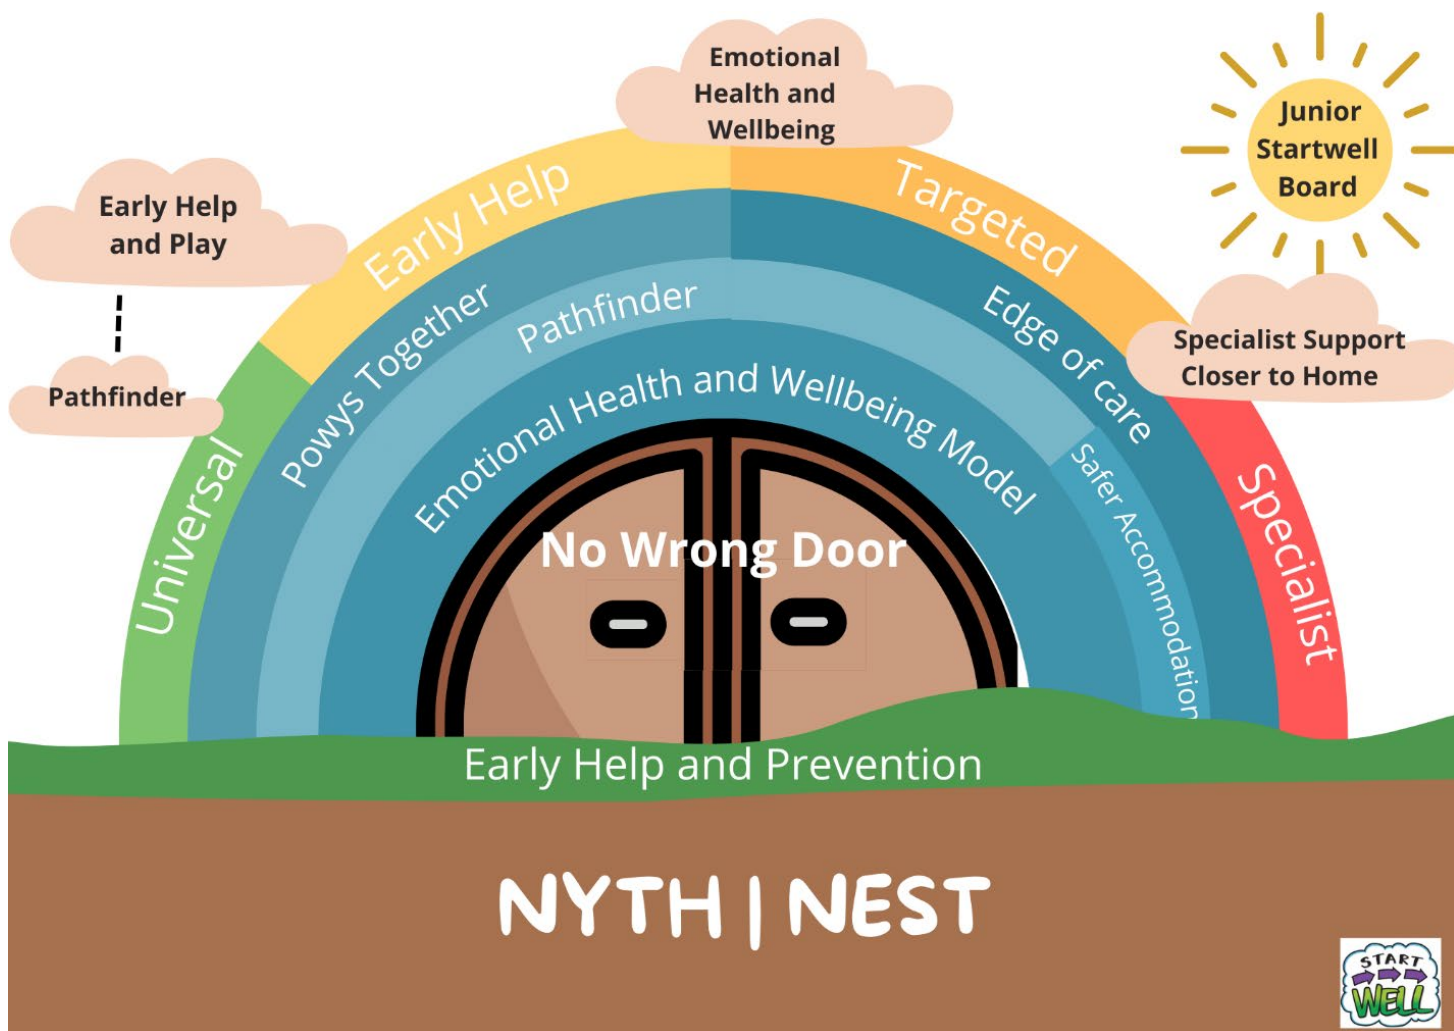 Emotional
Health and
Wellbeing
Junior
Startwell
Board
Early Help
and Play
Pathfinder
Specialist Support
Closer to Home
Universal
Early Help
Targeted
Specialist
Powys Together
Edge of care
Pathfinder
Safer Accommodation
Emotional Health and Wellbeing Model
No Wrong Door
Early Help and Prevention
NYTH | NEST
START
WELL